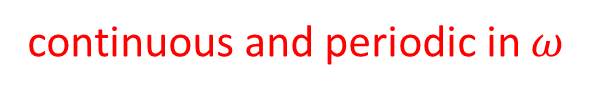 continuous and periodic in ω